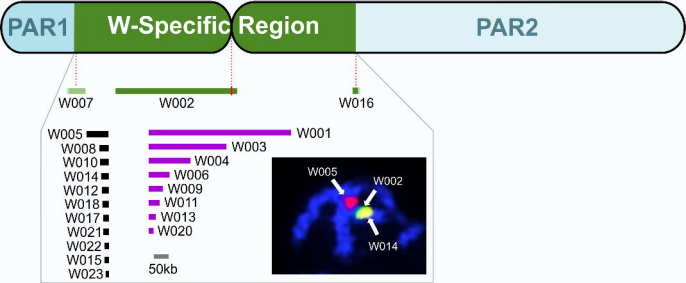 PAR1 W-Specific Region PAR2
W007 W002 W016
W005 W001
W008 W003
W010 W004
W014 W006
W012 W009
W018 W011
W017 W013
W021 W020
W022
W015 50kb
W023
W005 W002
W014